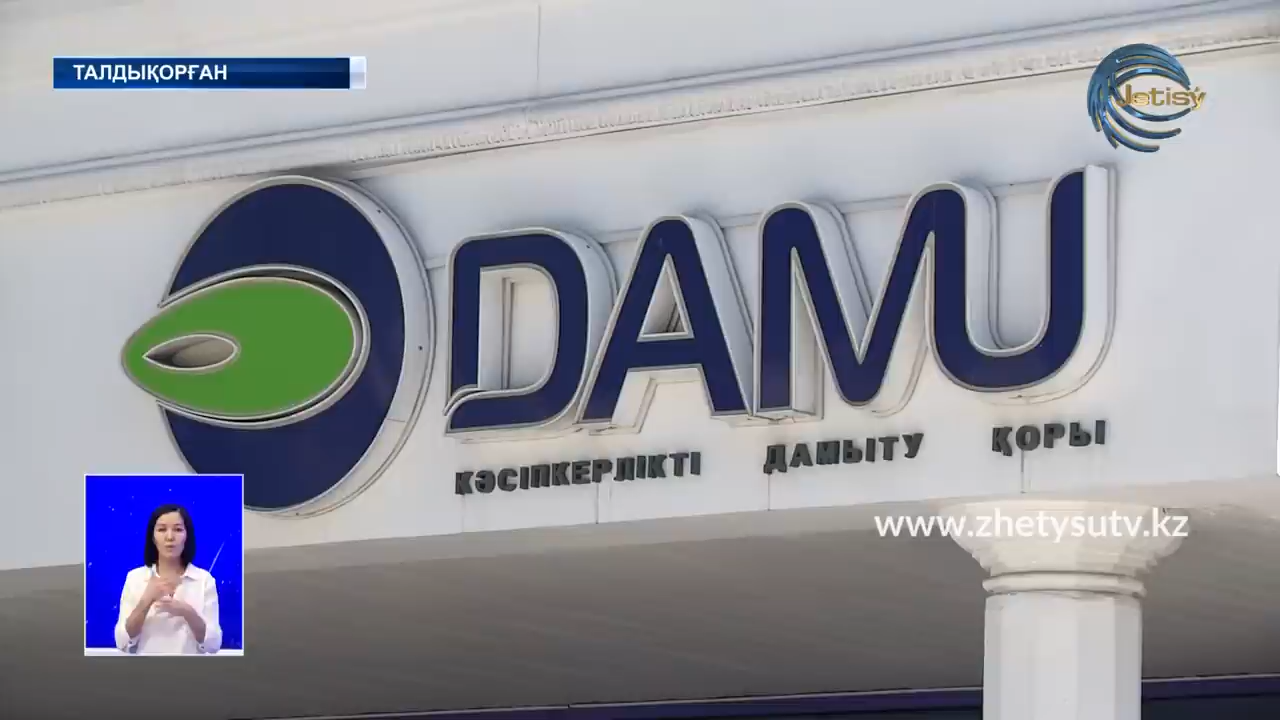 ТАЛДЫҚОРҒАН
Jetisý
DAMU
КӘСІПКЕРЛІКТІ ДАМЫТУ ҚОРЫ
www.zhetysutv.kz